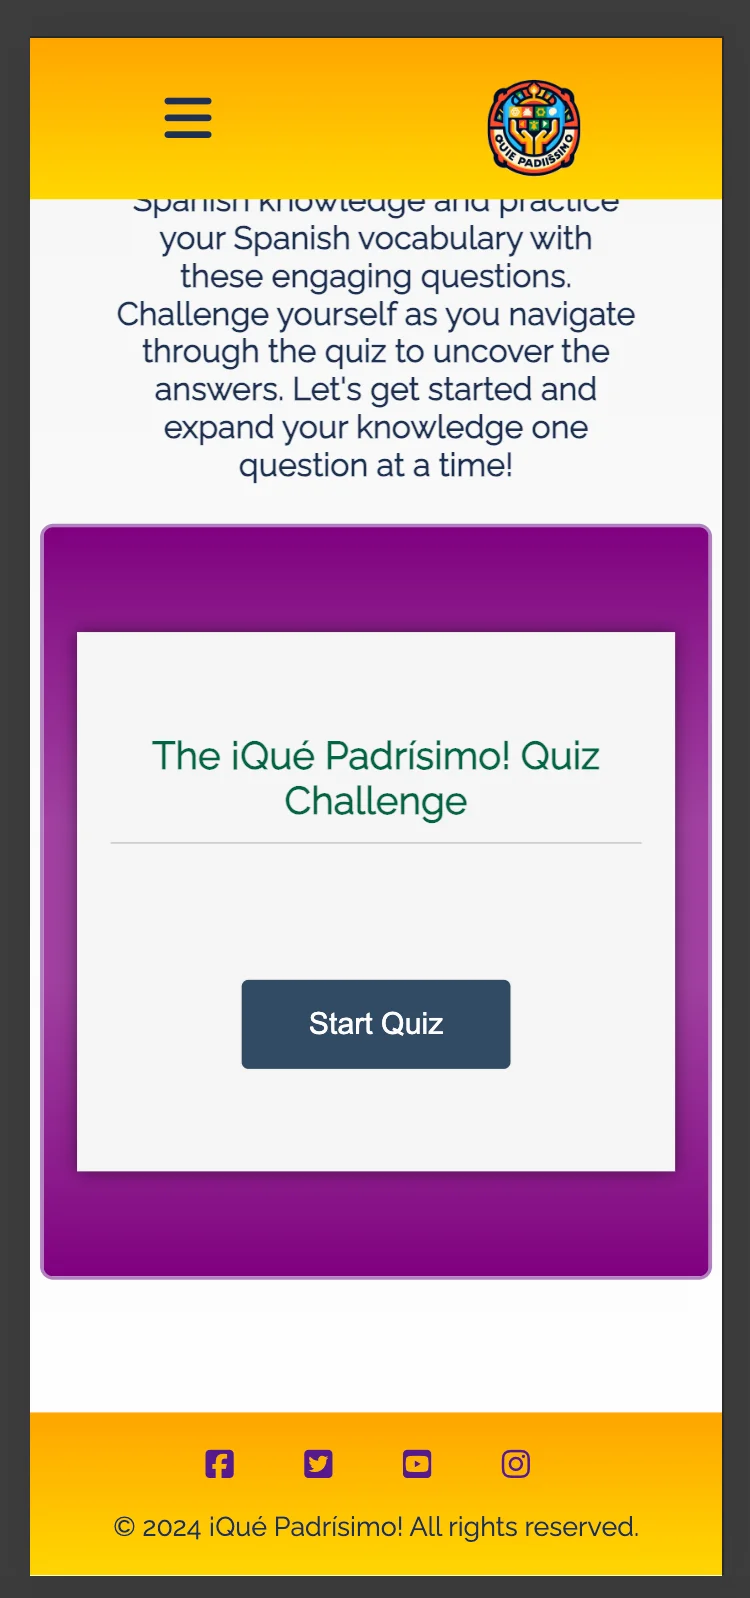 QUIE PADIIŠSIMO
Spanish knowledge and practice
your Spanish vocabulary with
these engaging questions.
Challenge yourself as you navigate
through the quiz to uncover the
answers. Let's get started and
expand your knowledge one
question at a time!
The ¡Qué Padrísimo! Quiz
Challenge
Start Quiz
© 2024 ¡Qué Padrísimo! All rights reserved.